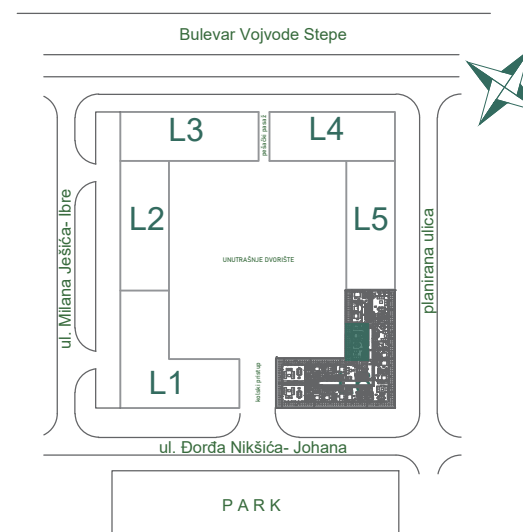 Bulevar Vojvode Stepe
L3
pešački pasaž
L4
L2
L5
ul. Milana Ješića- Ibre
UNUTRAŠNJE DVORIŠTE
planirana ulica
L1
kolski pristup
ul. Đorđa Nikšića- Johana
PARK